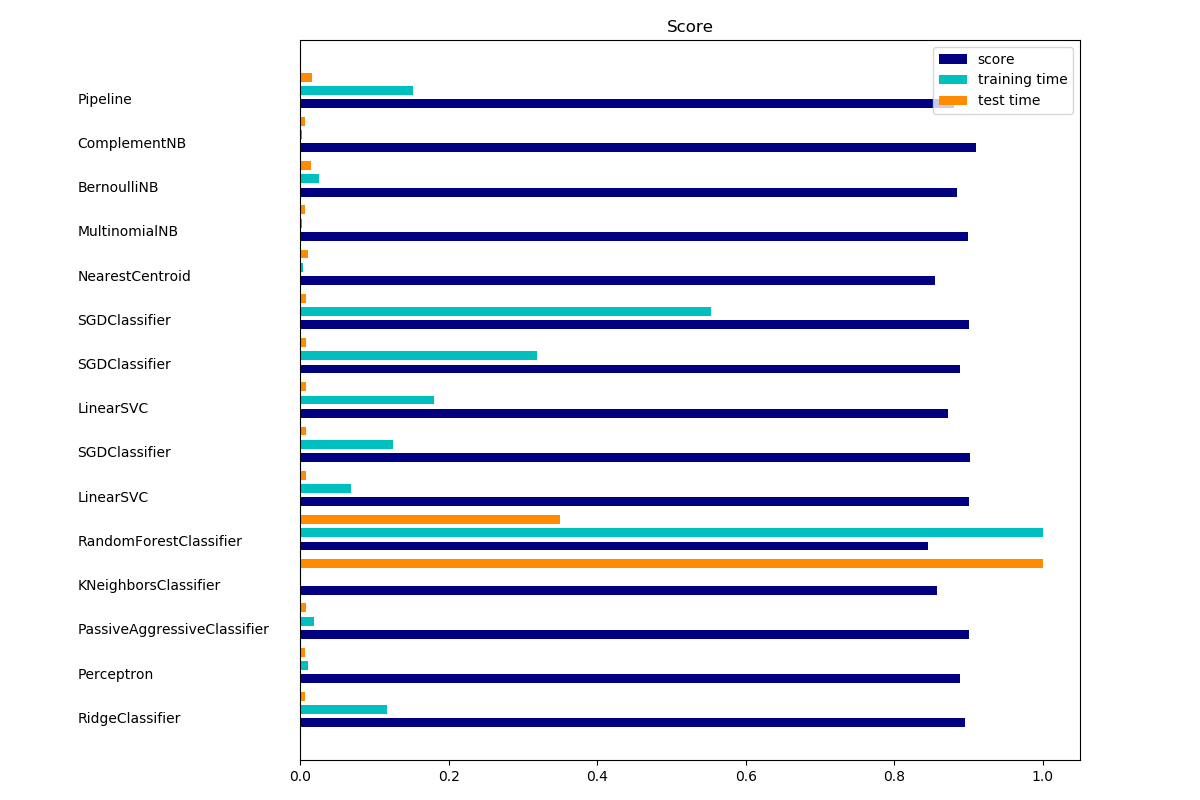 Score
score
training time
test time
Pipeline
ComplementNB
BernoulliNB
MultinomialNB
NearestCentroid
SGDClassifier
SGDClassifier
LinearSVC
SGDClassifier
LinearSVC
RandomForestClassifier
KNeighborsClassifier
PassiveAggressiveClassifier
Perceptron
RidgeClassifier
0.0 0.2 0.4 0.6 0.8 1.0